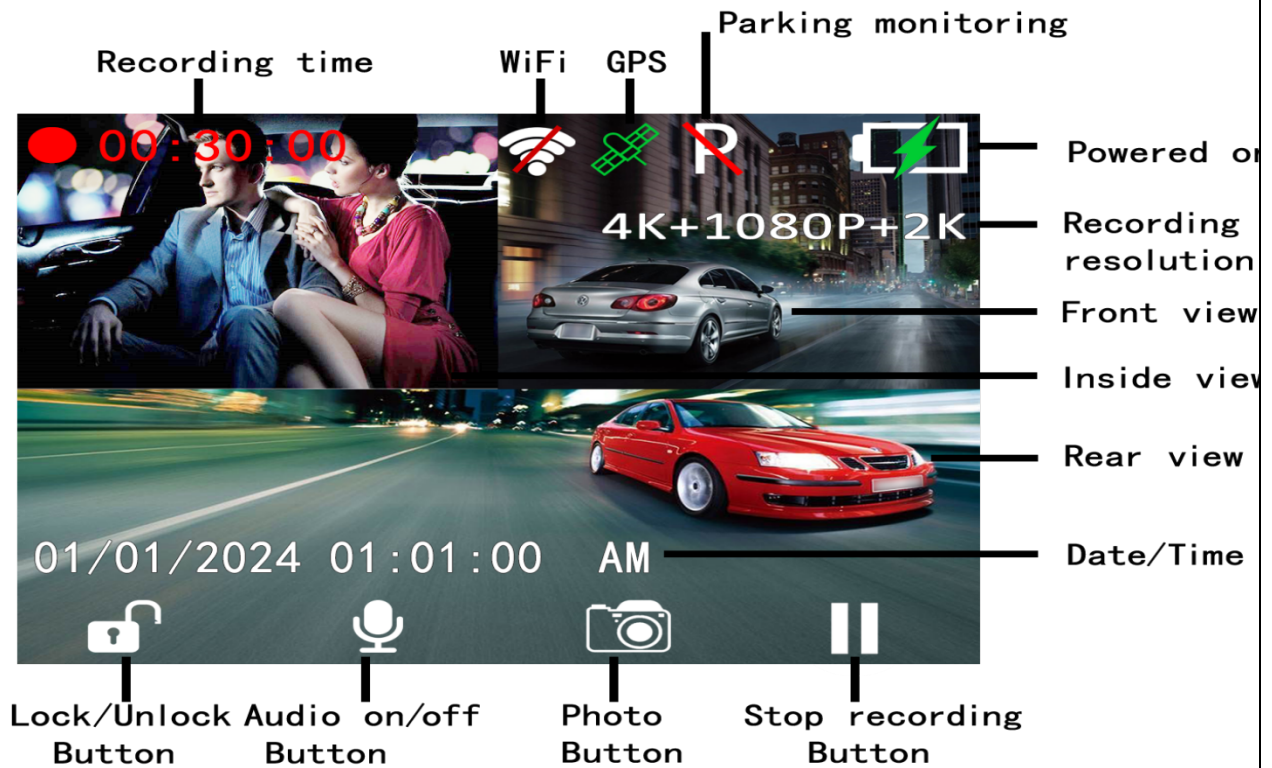 Parking monitoring
Recording time
WiFi
GPS
00:30:00
P
Powered on
4K+1080P+2K
Recording
resolution
Front view
Inside view
Rear view
01/01/2024 01:01:00 AM
Date/Time
Lock/Unlock
Button
Audio on/off
Button
Photo
Button
Stop recording
Button